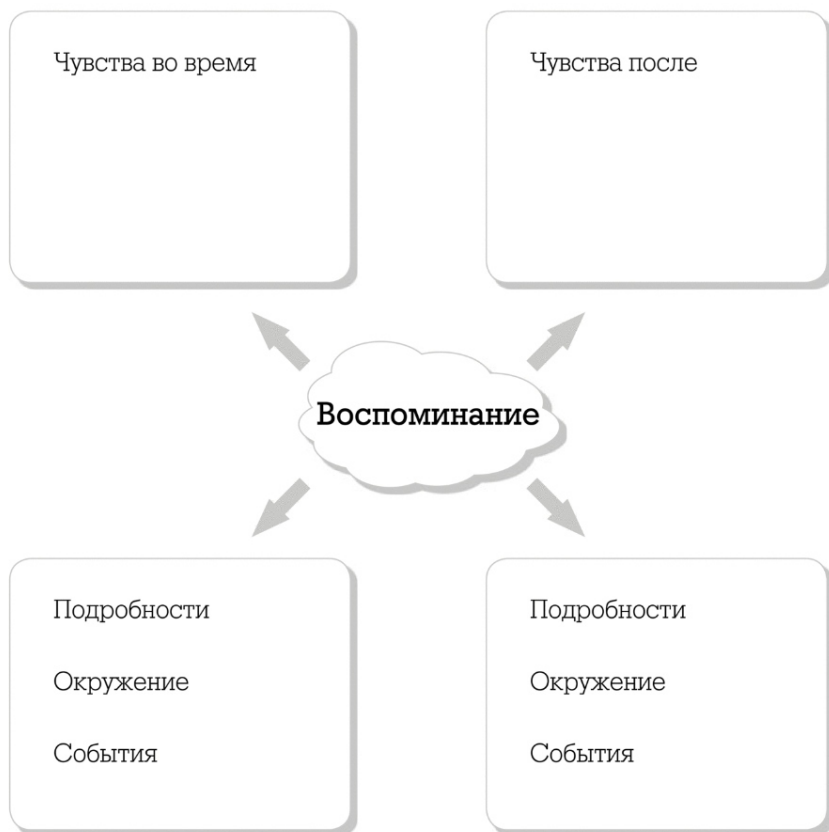 Чувства во время
Чувства после
Воспоминание
Подробности
Окружение
События
Подробности
Окружение
События